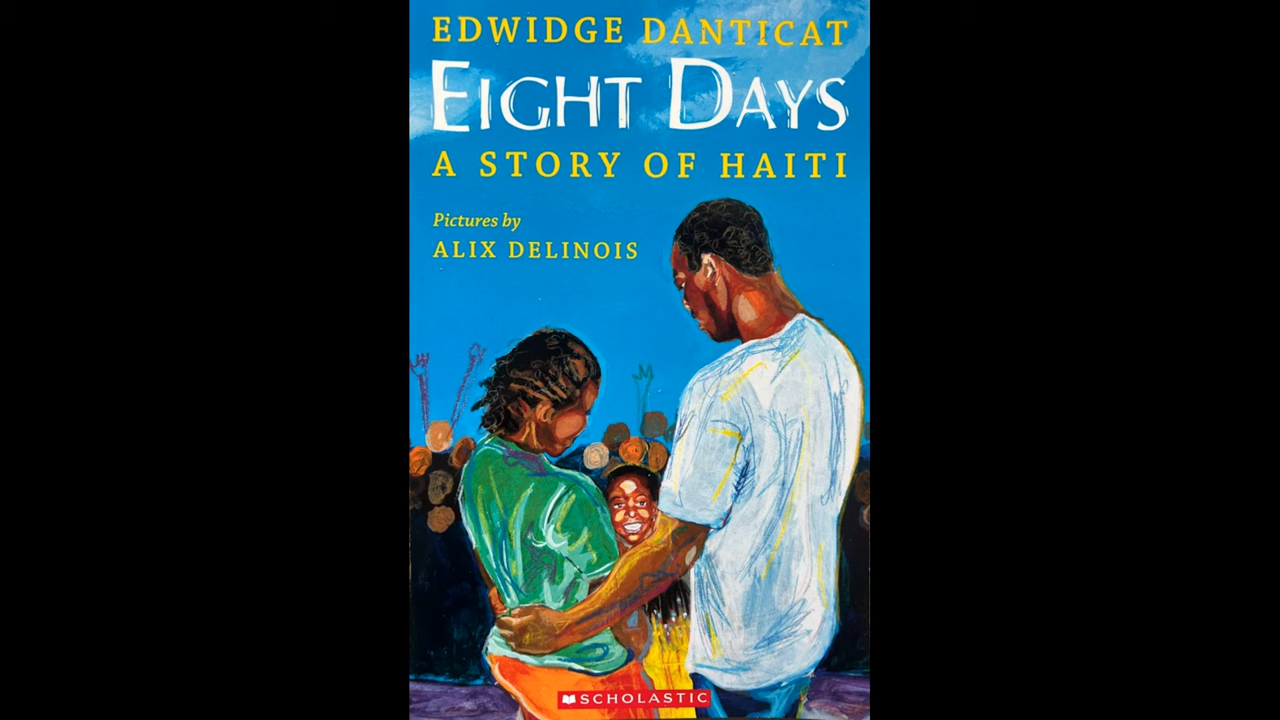 EDWIDGE DANTICAT
EIGHT DAYS
A STORY OF HAITI
Pictures by
ALIX DELINOIS
SCHOLASTIC